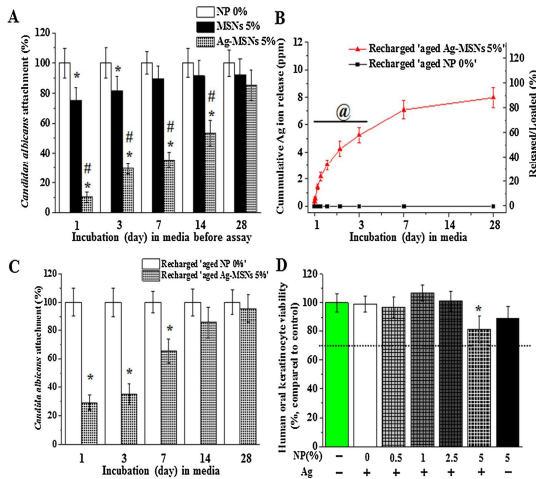 A
NP 0%
MSNs 5%
Ag-MSNs 5%
Candidan albicans attachment (%)
120
100
80
60
40
20
0
*
*
#
*
#
*
#
*
#
*
1 3 7 14 28
Incubation (day) in media before assay
B
Recharged 'aged Ag-MSNs 5%'
Recharged 'aged NP 0%'
Cummulative Ag ion release (ppm)
12
10
8
6
4
2
0
@
120
100
80
60
40
20
0
Released/Loaded (%)
1 3 7 14 28
Incubation (day) in media
C
Recharged 'aged NP 0%'
Recharged 'aged Ag-MSNs 5%'
Candida albicans attachment (%)
120
100
80
60
40
20
0
* * *
1 3 7 14 28
Incubation (day) in media
D
Human oral keratinocyte viability
(%, compared to control)
120
100
80
60
40
20
0
*
NP(%) – 0 0.5 1 2.5 5 5
Ag – + + + + + –